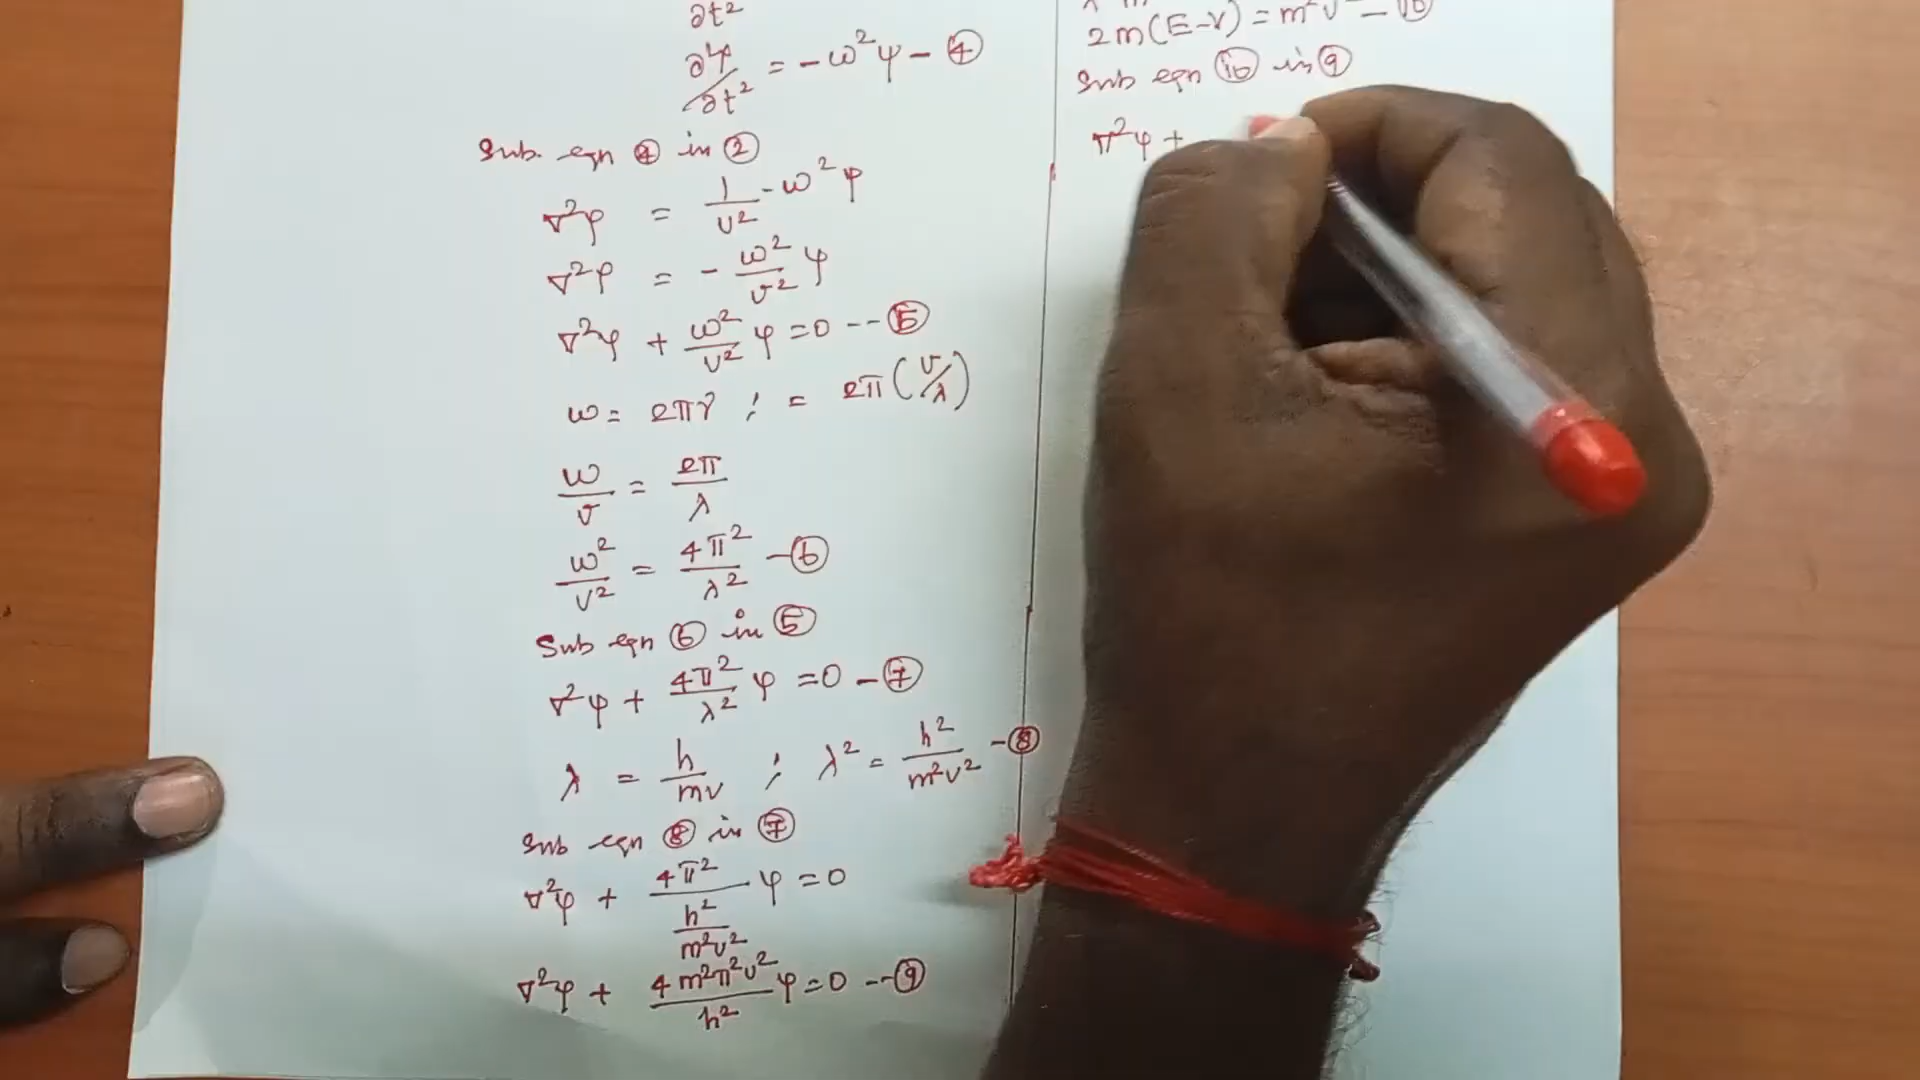 ∂t²
∂²ψ/∂t² = -ω²ψ - ④
Sub. eqn ④ in ②
∇²ψ = 1/v² - ω²ψ
∇²ψ = - ω²/v² ψ
∇²ψ + ω²/v² ψ = 0 -- ⑤
ω = 2πν ; = 2π(v/λ)
ω/v = 2π/λ
ω²/v² = 4π²/λ² - ⑥
Sub eqn ⑥ in ⑤
∇²ψ + 4π²/λ² ψ = 0 - ⑦
λ = h/mv ; λ² = h²/m²v² - ⑧
Sub eqn ⑧ in ⑦
∇²ψ + 4π²/(h²/m²v²) ψ = 0
∇²ψ + 4m²π²v²/h² ψ = 0 -- ⑨
2m(E-V) = m²v² - ⑩
Sub eqn ⑩ in ⑨
∇²ψ +